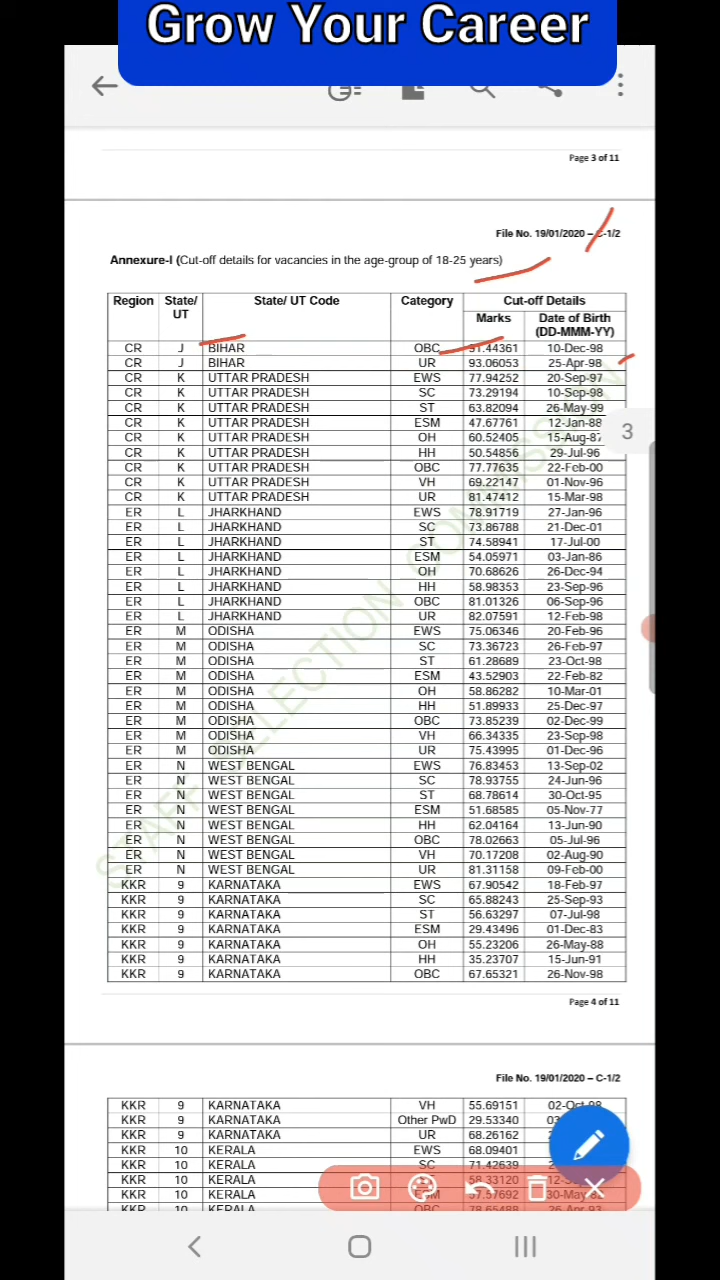 Grow Your Career
Page 3 of 11
File No. 19/01/2020 – C-1/2
Annexure-I (Cut-off details for vacancies in the age-group of 18-25 years)
Region State/ UT State/ UT Code Category Cut-off Details
Marks Date of Birth (DD-MMM-YY)
CR J BIHAR OBC 91.44361 10-Dec-98
CR J BIHAR UR 93.06053 25-Apr-98
CR K UTTAR PRADESH EWS 77.94252 20-Sep-97
CR K UTTAR PRADESH SC 73.29194 10-Sep-98
CR K UTTAR PRADESH ST 63.82094 26-May-99
CR K UTTAR PRADESH ESM 47.67761 12-Jan-88
CR K UTTAR PRADESH OH 60.52405 15-Aug-87
CR K UTTAR PRADESH HH 50.54856 29-Jul-96
3
CR K UTTAR PRADESH OBC 77.77635 22-Feb-00
CR K UTTAR PRADESH VH 69.22147 01-Nov-96
CR K UTTAR PRADESH UR 81.47412 15-Mar-98
ER L JHARKHAND EWS 78.91719 27-Jan-96
ER L JHARKHAND SC 73.86788 21-Dec-01
ER L JHARKHAND ST 74.58941 17-Jul-00
ER L JHARKHAND ESM 54.05971 03-Jan-86
ER L JHARKHAND OH 70.68626 26-Dec-94
ER L JHARKHAND HH 58.98353 23-Sep-96
ER L JHARKHAND OBC 81.01326 06-Sep-96
ER L JHARKHAND UR 82.07591 12-Feb-98
ER M ODISHA EWS 75.06346 20-Feb-96
ER M ODISHA SC 73.36723 26-Feb-97
ER M ODISHA ST 61.28689 23-Oct-98
ER M ODISHA ESM 43.52903 22-Feb-82
ER M ODISHA OH 58.86282 10-Mar-01
ER M ODISHA HH 51.89933 25-Dec-97
ER M ODISHA OBC 73.85239 02-Dec-99
ER M ODISHA VH 66.34335 23-Sep-98
ER M ODISHA UR 75.43995 01-Dec-96
ER N WEST BENGAL EWS 76.83453 13-Sep-02
ER N WEST BENGAL SC 78.93755 24-Jun-96
ER N WEST BENGAL ST 68.78614 30-Oct-95
ER N WEST BENGAL ESM 51.68585 05-Nov-77
ER N WEST BENGAL HH 62.04164 13-Jun-90
ER N WEST BENGAL OBC 78.02663 05-Jul-96
ER N WEST BENGAL VH 70.17208 02-Aug-90
ER N WEST BENGAL UR 81.31158 09-Feb-00
KKR 9 KARNATAKA EWS 67.90542 18-Feb-97
KKR 9 KARNATAKA SC 65.88243 25-Sep-93
KKR 9 KARNATAKA ST 56.63297 07-Jul-98
KKR 9 KARNATAKA ESM 29.43496 01-Dec-83
KKR 9 KARNATAKA OH 55.23206 26-May-88
KKR 9 KARNATAKA HH 35.23707 15-Jun-91
KKR 9 KARNATAKA OBC 67.65321 26-Nov-98
STAFF SELECTION COMMISSION
Page 4 of 11
File No. 19/01/2020 – C-1/2
KKR 9 KARNATAKA VH 55.69151
KKR 9 KARNATAKA Other PwD 29.53340
KKR 9 KARNATAKA UR 68.26162
KKR 10 KERALA EWS 68.09401
KKR 10 KERALA SC 71.42639
KKR 10 KERALA 58.33120
KKR 10 KERALA ESM 57.57692
KKR 10 KERALA